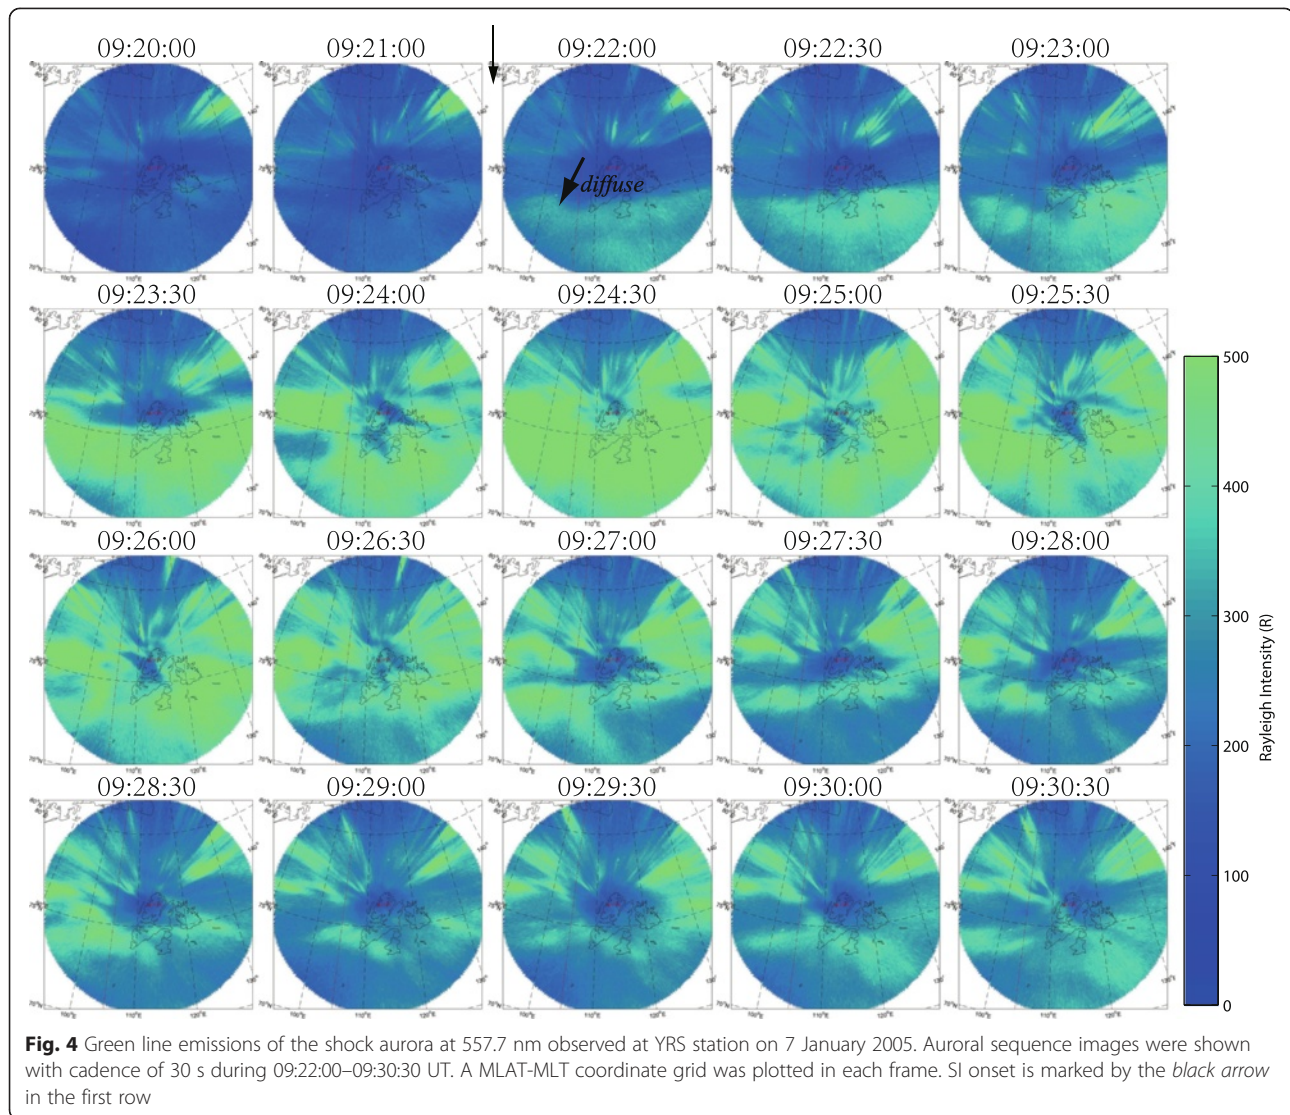 09:20:00 09:21:00 09:22:00 09:22:30 09:23:00
diffuse
09:23:30 09:24:00 09:24:30 09:25:00 09:25:30
09:26:00 09:26:30 09:27:00 09:27:30 09:28:00
09:28:30 09:29:00 09:29:30 09:30:00 09:30:30
500
400
300
200
100
0
Rayleigh Intensity (R)
Fig. 4 Green line emissions of the shock aurora at 557.7 nm observed at YRS station on 7 January 2005. Auroral sequence images were shown
with cadence of 30 s during 09:22:00–09:30:30 UT. A MLAT-MLT coordinate grid was plotted in each frame. SI onset is marked by the black arrow
in the first row